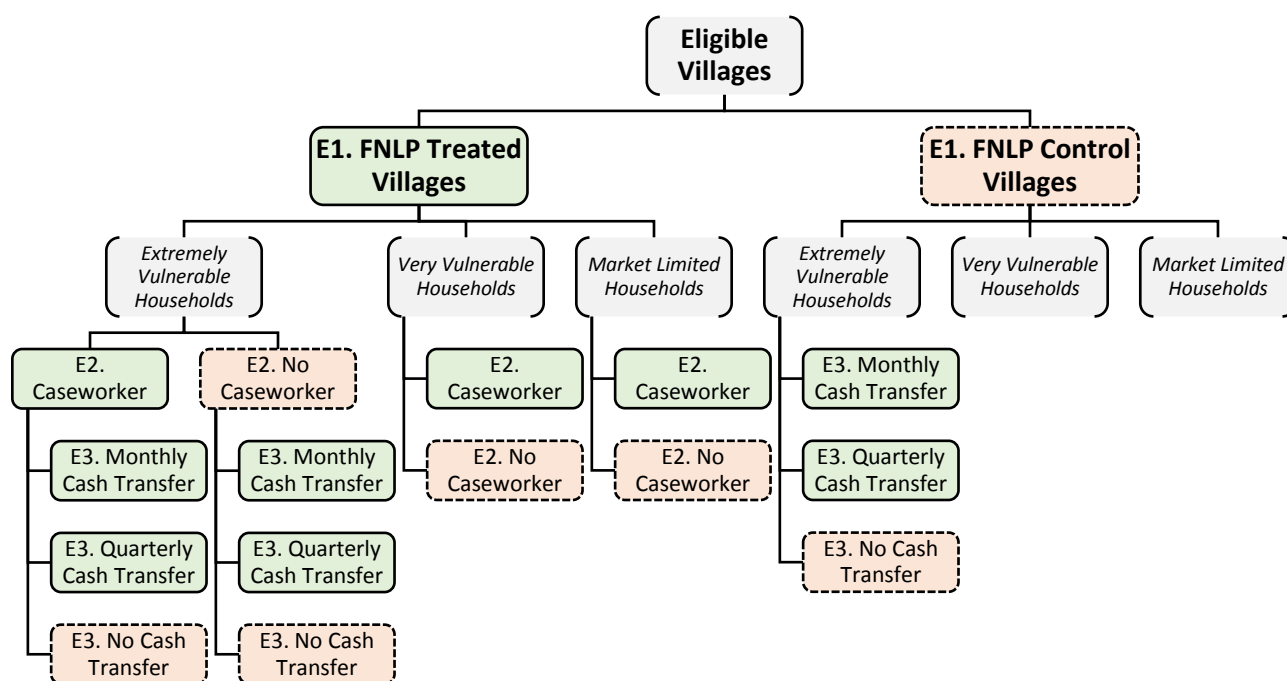 Eligible
Villages
E1. FNLP Treated
Villages
E1. FNLP Control
Villages
Extremely
Vulnerable
Households
Very Vulnerable
Households
Market Limited
Households
Extremely
Vulnerable
Households
Very Vulnerable
Households
Market Limited
Households
E2.
Caseworker
E2. No
Caseworker
E2.
Caseworker
E2.
Caseworker
E3. Monthly
Cash Transfer
E3. Monthly
Cash Transfer
E3. Monthly
Cash Transfer
E2. No
Caseworker
E2. No
Caseworker
E3. Quarterly
Cash Transfer
E3. Quarterly
Cash Transfer
E3. Quarterly
Cash Transfer
E3. No Cash
Transfer
E3. No Cash
Transfer
E3. No Cash
Transfer